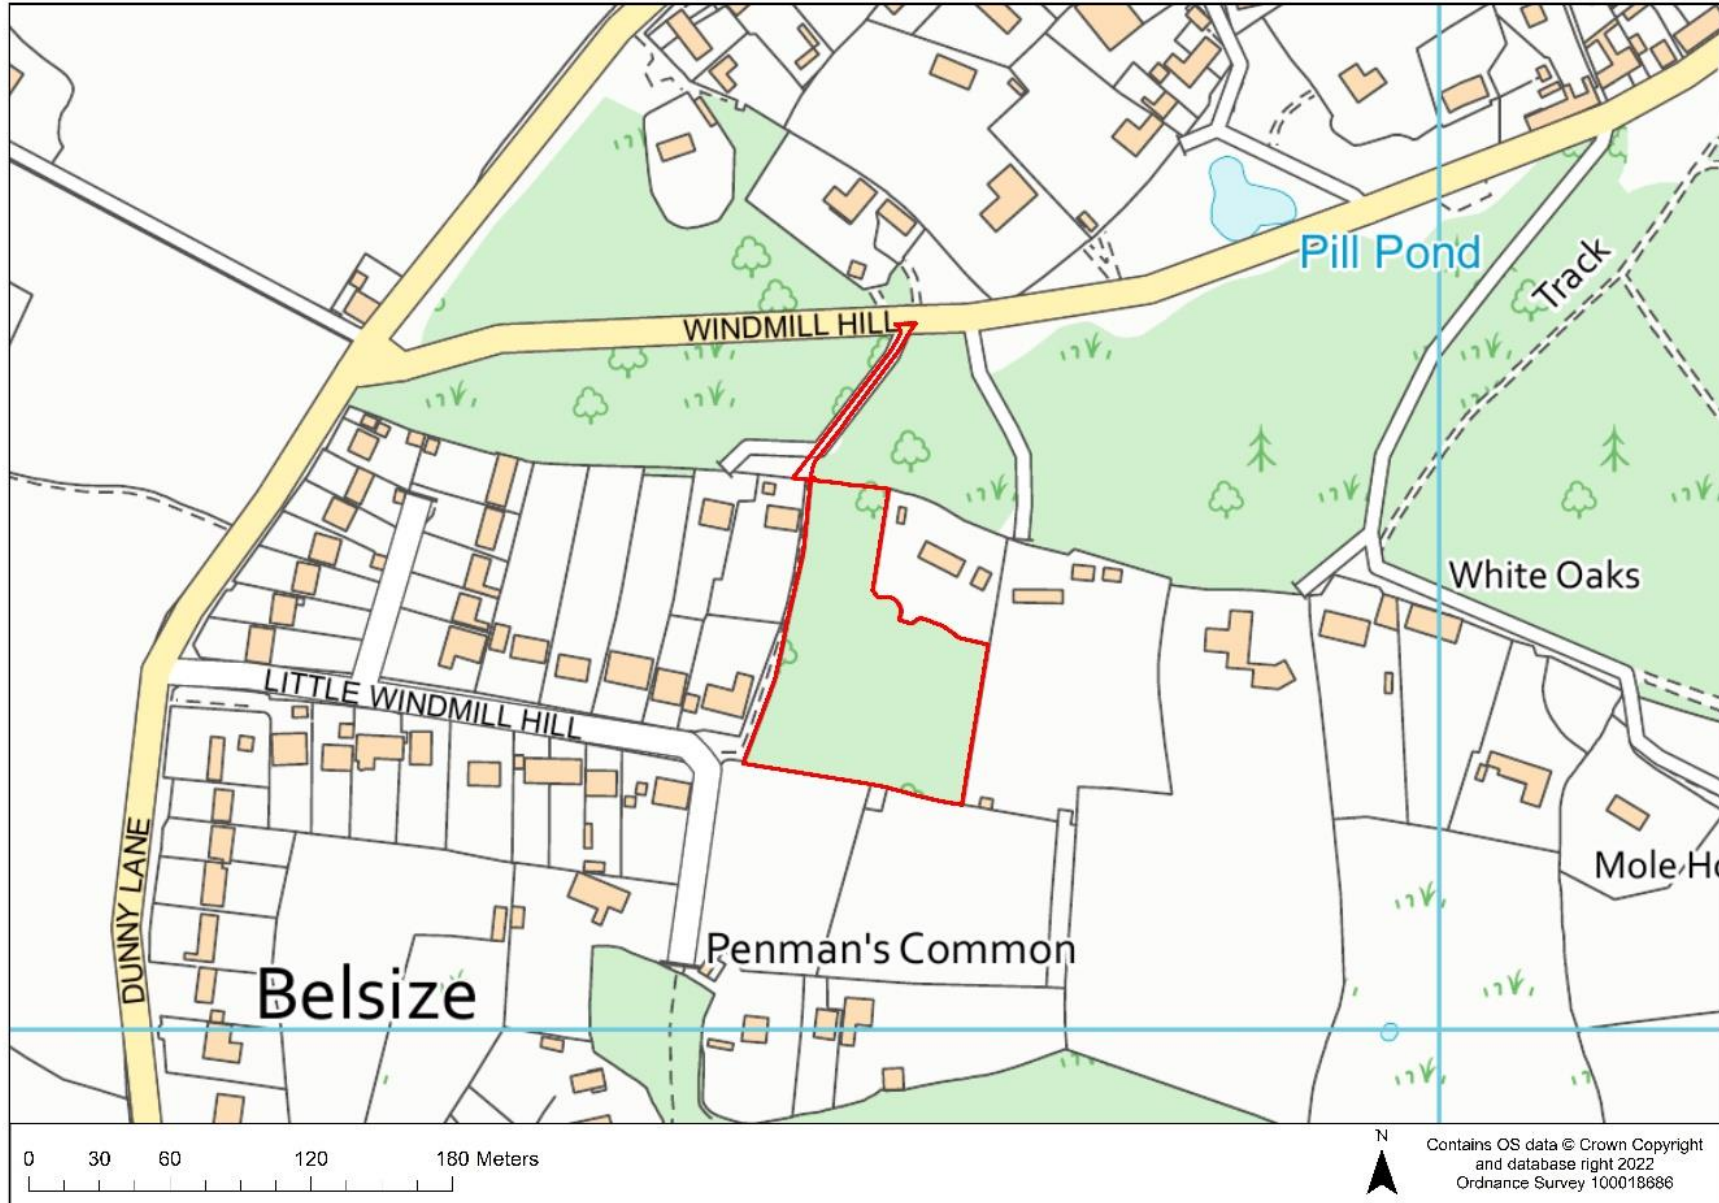 Pill Pond
Track
WINDMILL HILL
White Oaks
LITTLE WINDMILL HILL
DUNNY LANE
Mole Ho
Penman's Common
Belsize
0 30 60 120 180 Meters
N
Contains OS data © Crown Copyright
and database right 2022
Ordnance Survey 100018686